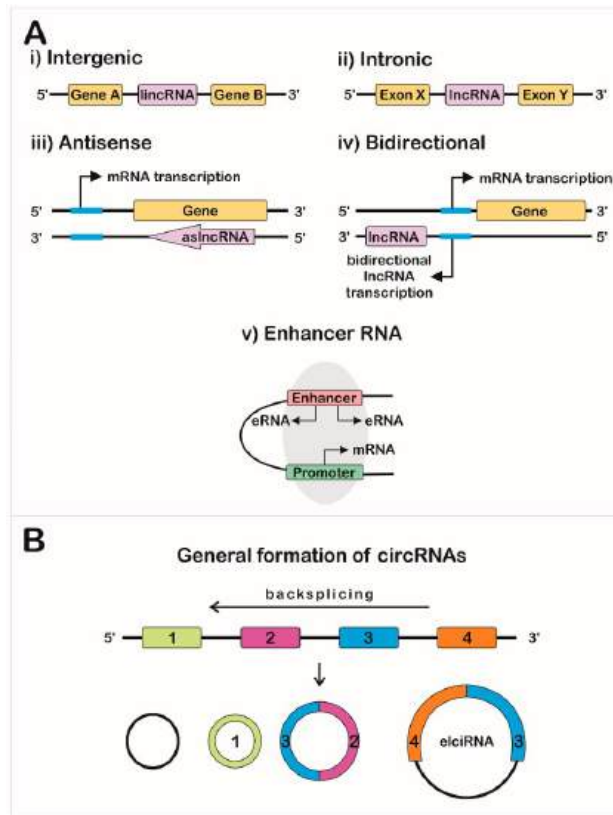 A
i) Intergenic
5' Gene A lincRNA Gene B 3'
ii) Intronic
5' Exon X lncRNA Exon Y 3'
iii) Antisense
mRNA transcription
5' Gene 3'
3' aslncRNA 5'
iv) Bidirectional
mRNA transcription
5' Gene 3'
3' lncRNA 5'
bidirectional
lncRNA
transcription
v) Enhancer RNA
Enhancer
eRNA eRNA
mRNA
Promoter
B
General formation of circRNAs
backsplicing
5' 1 2 3 4 3'
1
3 2
4 elciRNA 3